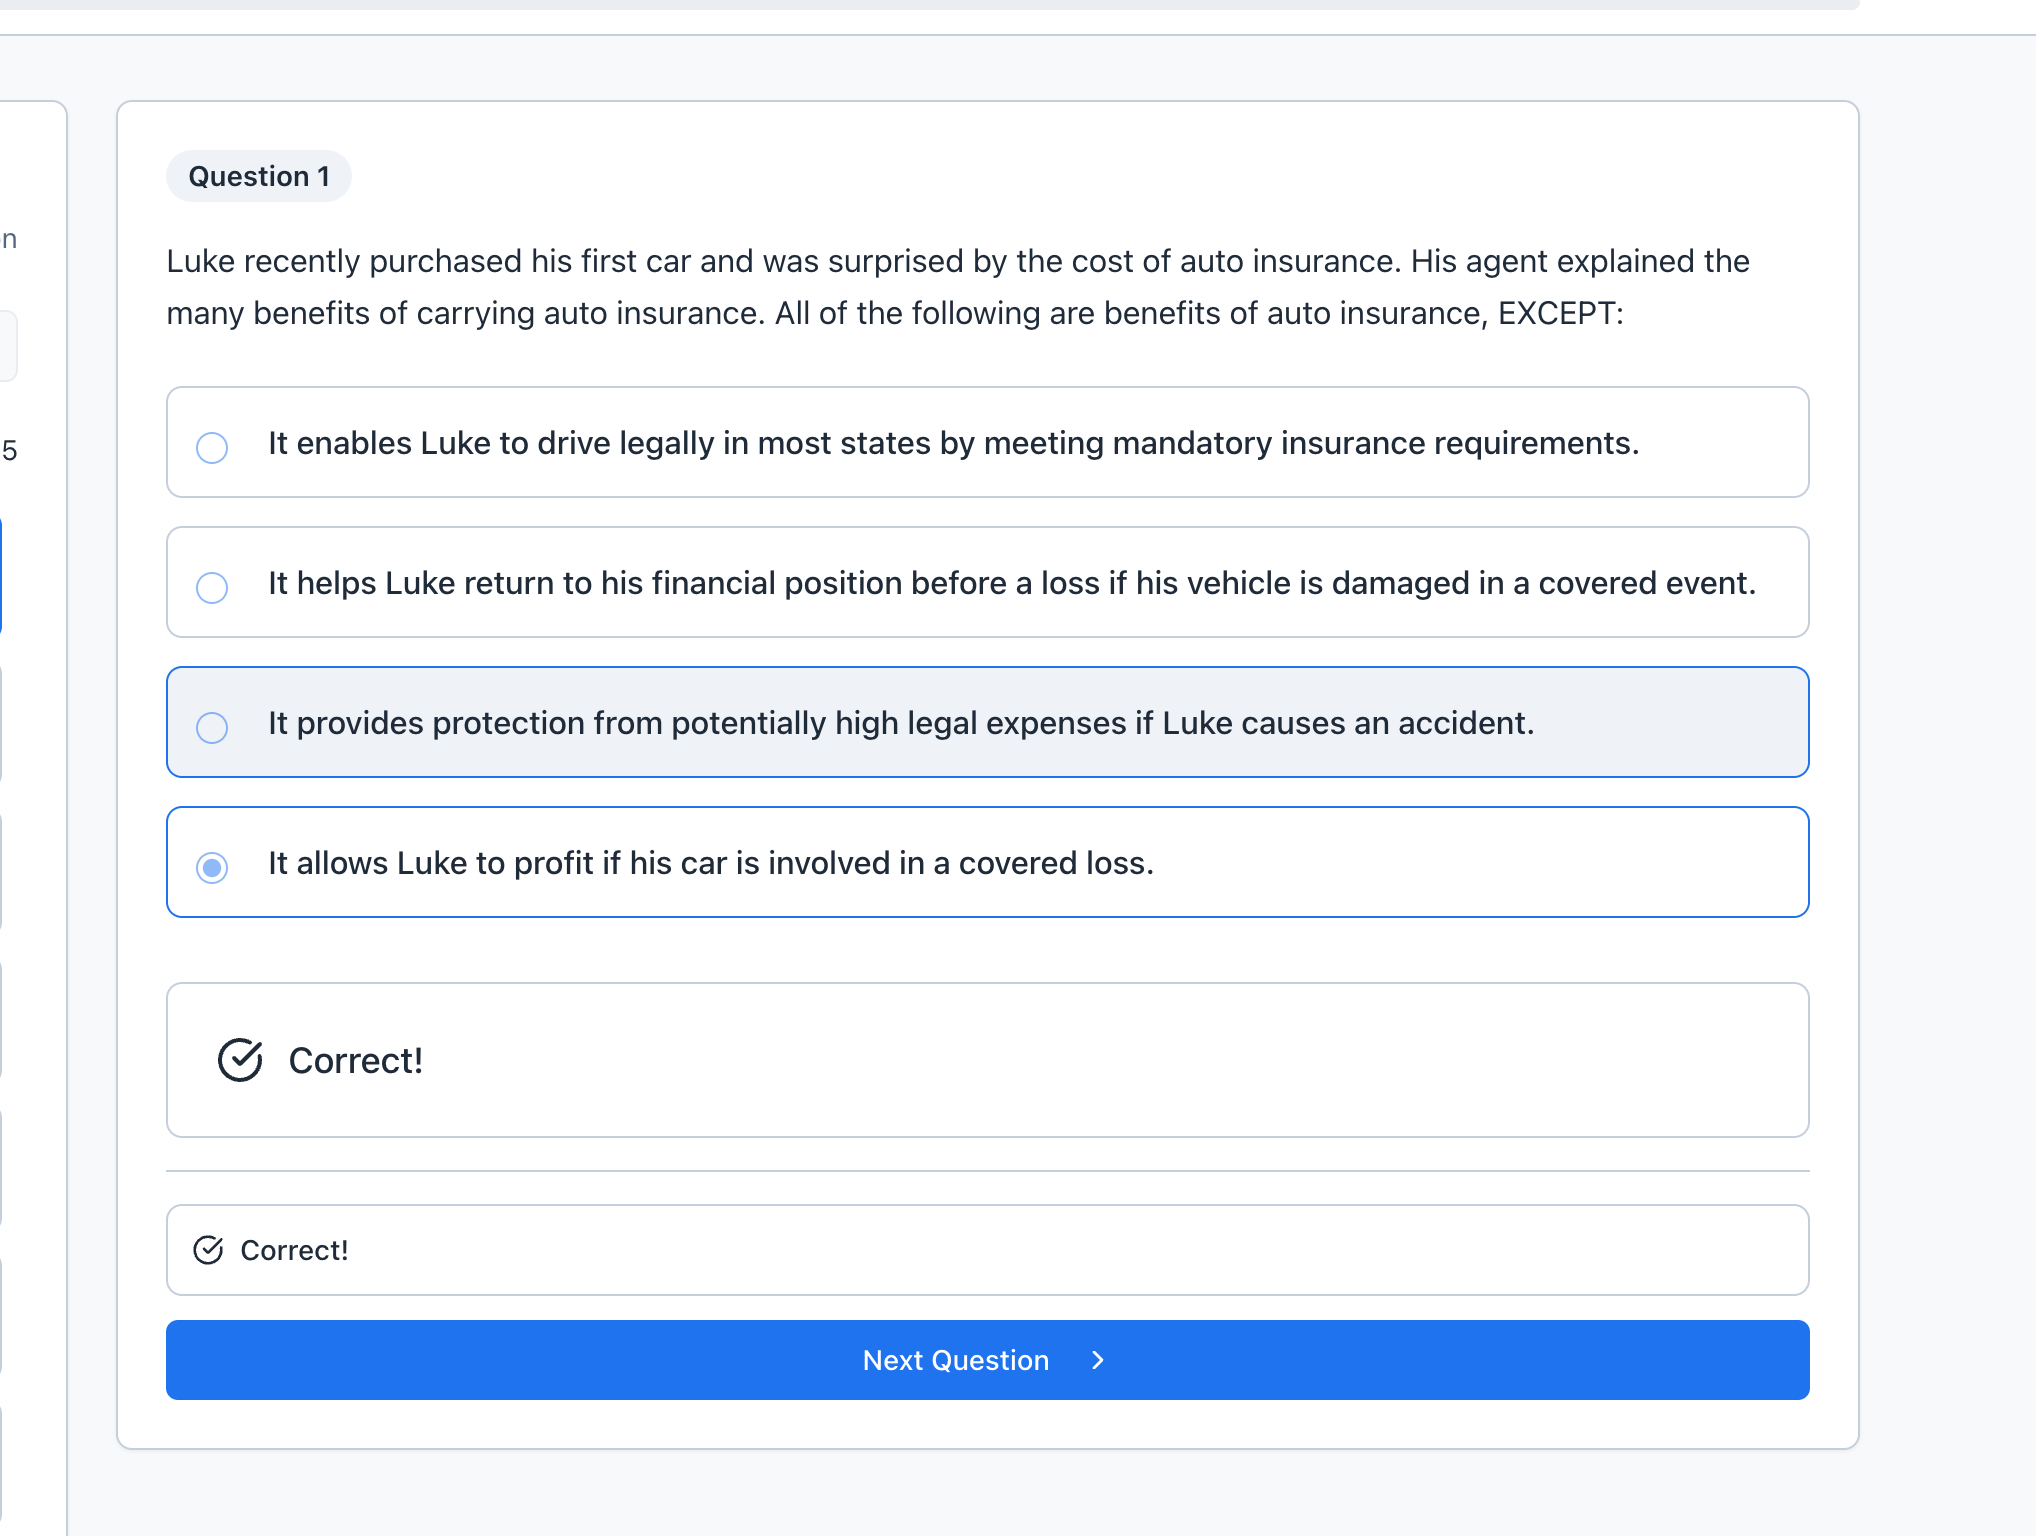 n
5
Question 1
Luke recently purchased his first car and was surprised by the cost of auto insurance. His agent explained the
many benefits of carrying auto insurance. All of the following are benefits of auto insurance, EXCEPT:
It enables Luke to drive legally in most states by meeting mandatory insurance requirements.
It helps Luke return to his financial position before a loss if his vehicle is damaged in a covered event.
It provides protection from potentially high legal expenses if Luke causes an accident.
It allows Luke to profit if his car is involved in a covered loss.
Correct!
Correct!
Next Question